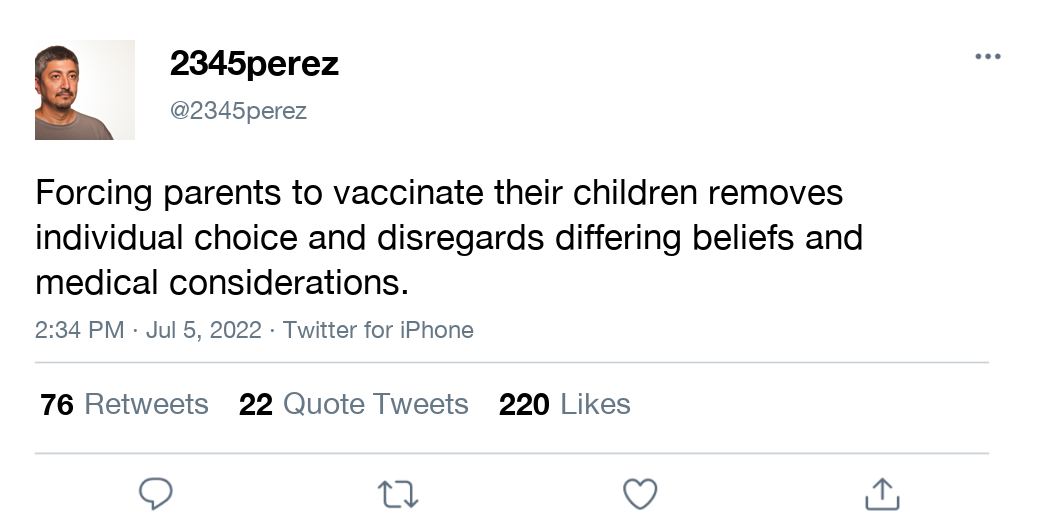 2345perez
@2345perez
Forcing parents to vaccinate their children removes
individual choice and disregards differing beliefs and
medical considerations.
2:34 PM · Jul 5, 2022 · Twitter for iPhone
76 Retweets 22 Quote Tweets 220 Likes